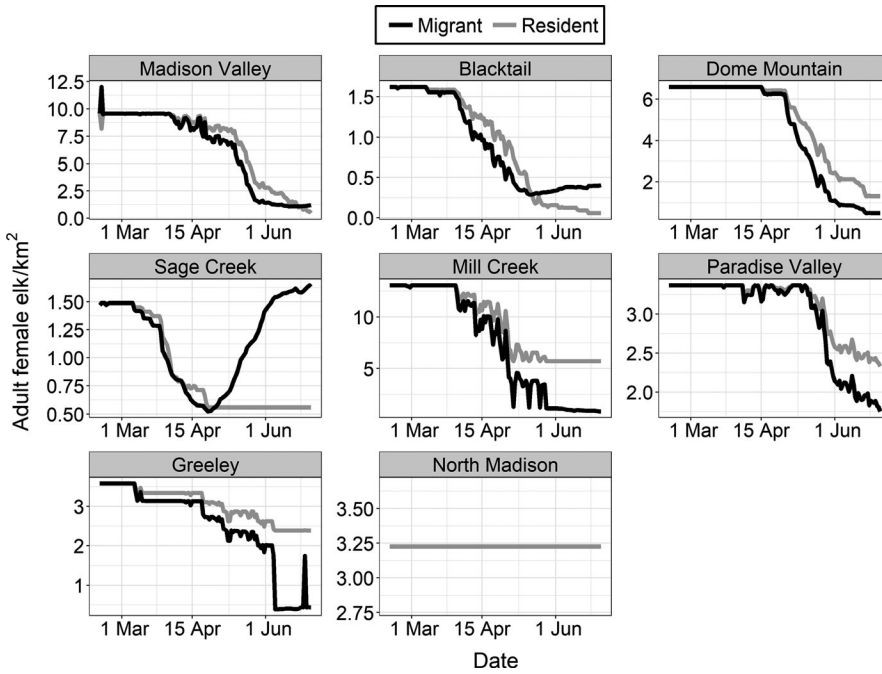 Migrant Resident
Madison Valley
12.5
10.0
7.5
5.0
2.5
0.0
1 Mar 15 Apr 1 Jun
Blacktail
1.5
1.0
0.5
0.0
1 Mar 15 Apr 1 Jun
Dome Mountain
6
4
2
1 Mar 15 Apr 1 Jun
Sage Creek
1.50
1.25
1.00
0.75
0.50
1 Mar 15 Apr 1 Jun
Mill Creek
10
5
1 Mar 15 Apr 1 Jun
Paradise Valley
3.0
2.5
2.0
1 Mar 15 Apr 1 Jun
Greeley
3
2
1
1 Mar 15 Apr 1 Jun
North Madison
3.50
3.25
3.00
2.75
1 Mar 15 Apr 1 Jun
Adult female elk/km²
Date